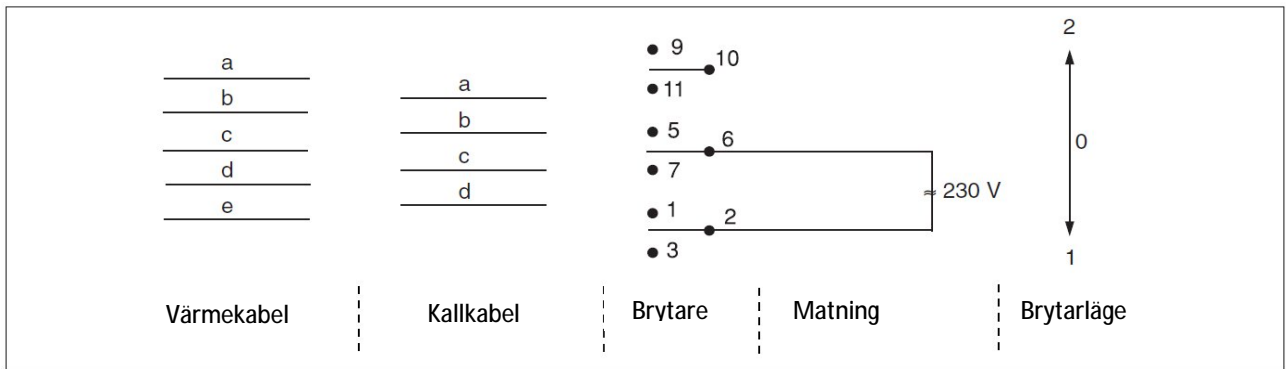 a
b
c
d
e
Värmekabel
a
b
c
d
Kallkabel
9
10
11
5
6
7
1
2
3
Brytare
≈ 230 V
Matning
2
0
1
Brytarläge